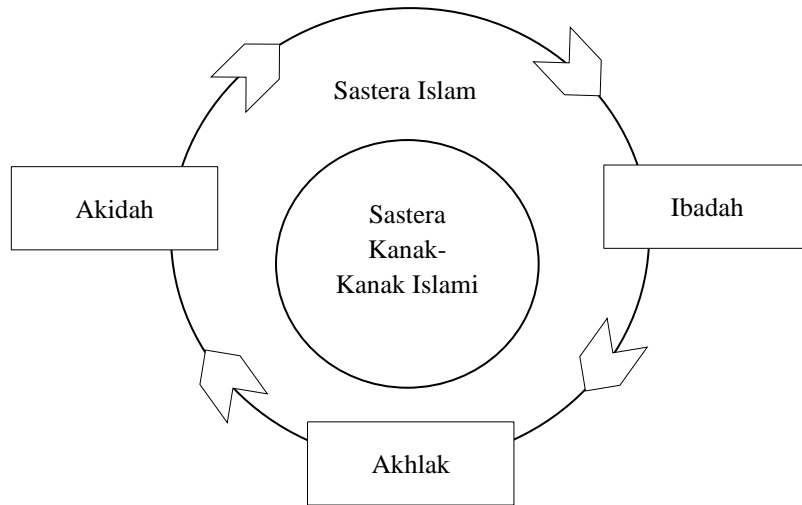 Sastera Islam
Akidah
Ibadah
Sastera
Kanak-
Kanak Islami
Akhlak